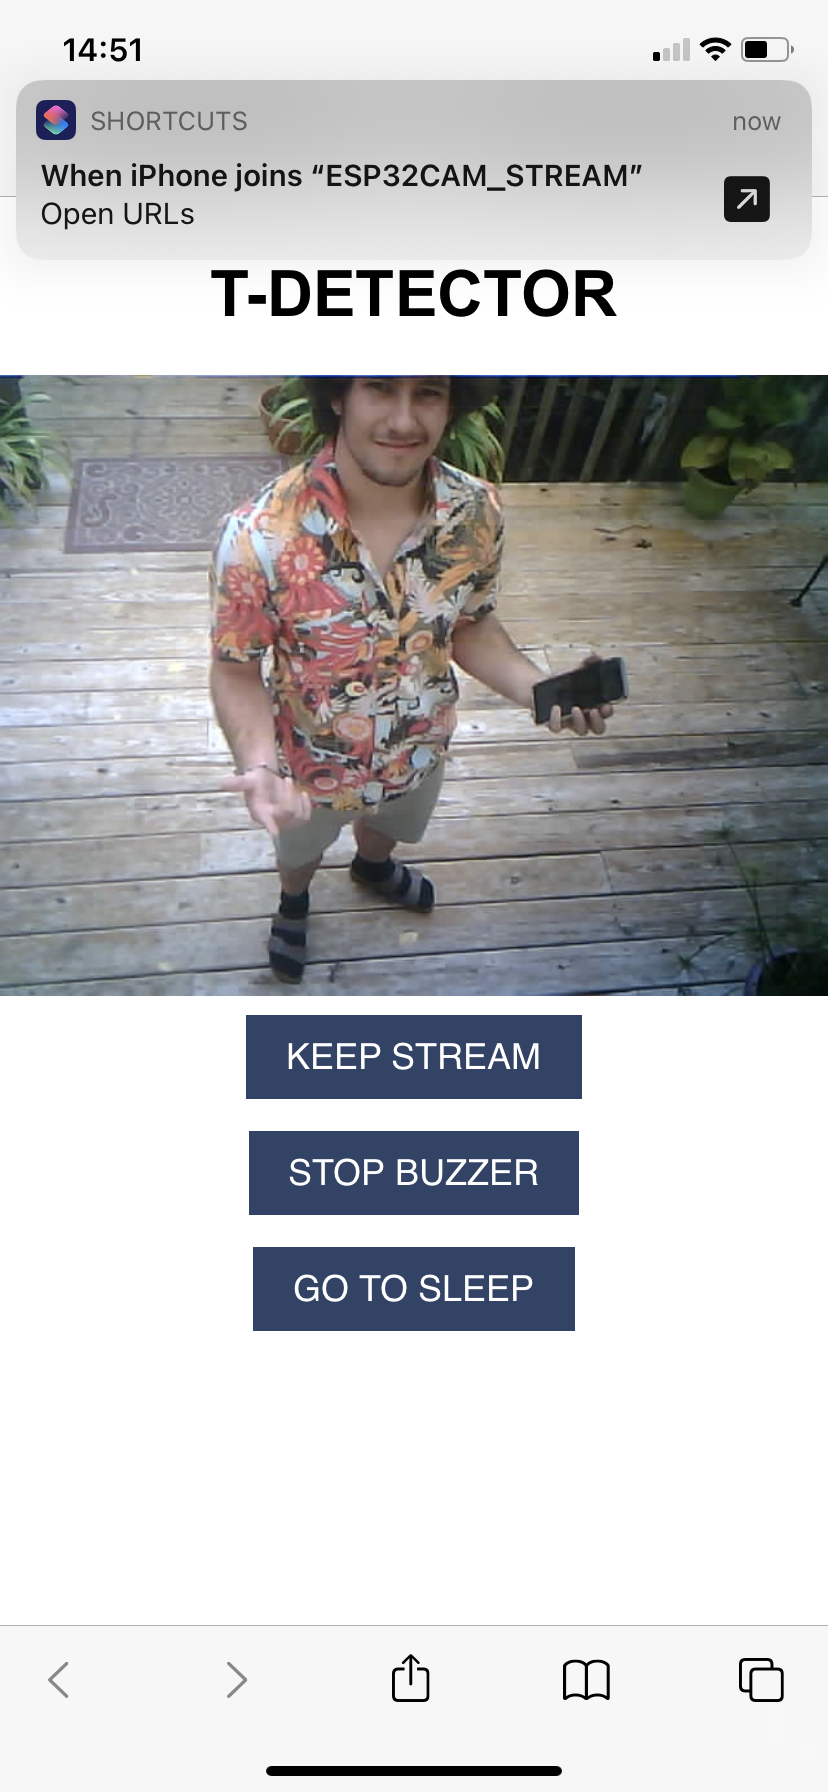 14:51
SHORTCUTS now
When iPhone joins “ESP32CAM_STREAM”
Open URLs
T-DETECTOR
KEEP STREAM
STOP BUZZER
GO TO SLEEP